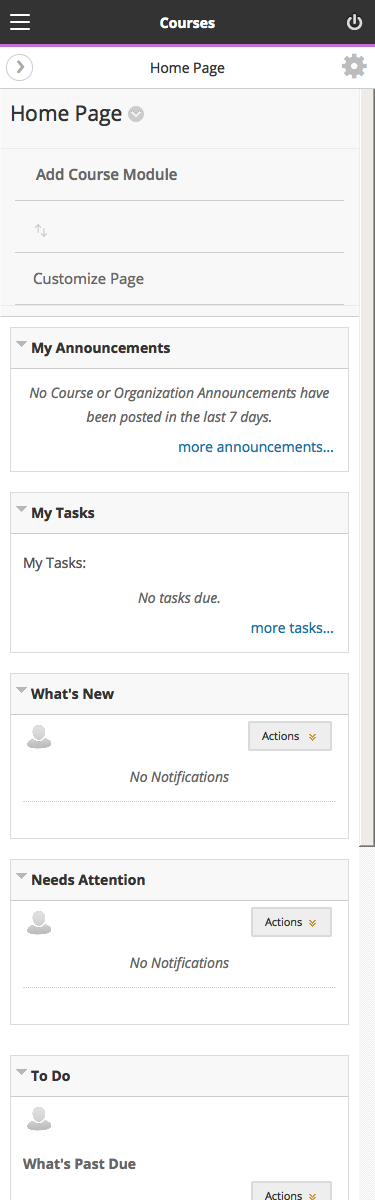 Courses
Home Page
Home Page
Add Course Module
Customize Page
My Announcements
No Course or Organization Announcements have
been posted in the last 7 days.
more announcements...
My Tasks
My Tasks:
No tasks due.
more tasks...
What's New
Actions
No Notifications
Needs Attention
Actions
No Notifications
To Do
What's Past Due
Actions